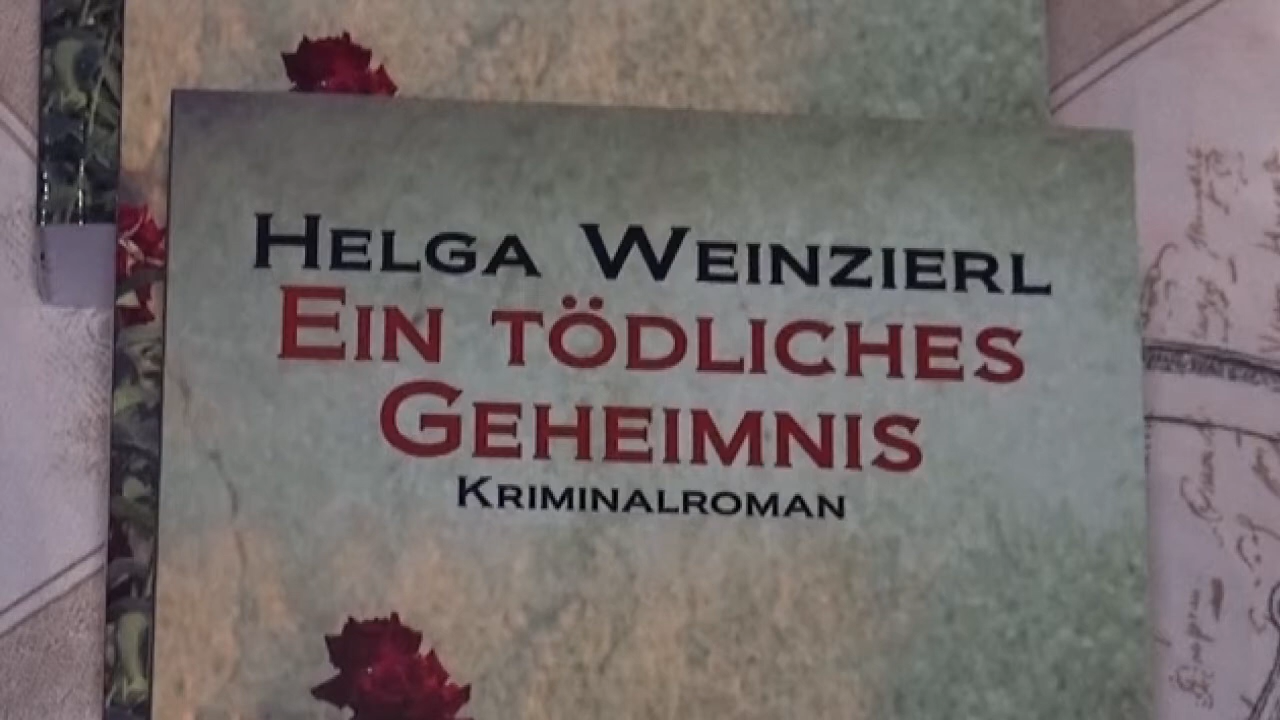 Helga Weinzierl
Ein tödliches
Geheimnis
Kriminalroman